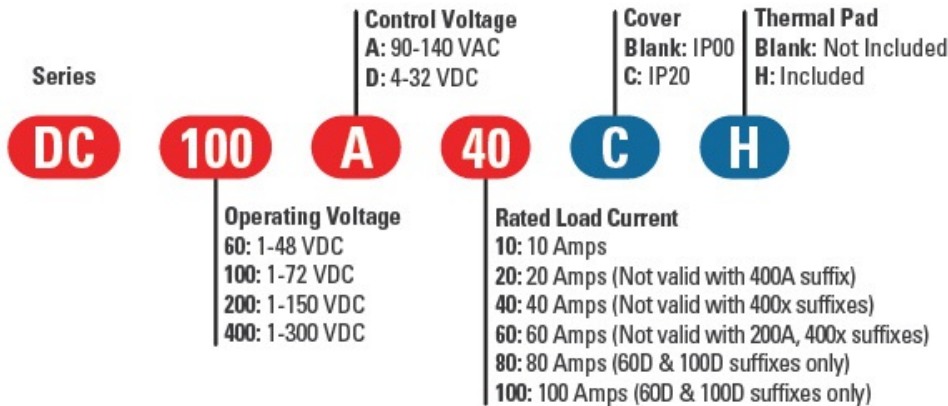 Control Voltage
A: 90-140 VAC
D: 4-32 VDC
Cover
Blank: IP00
C: IP20
Thermal Pad
Blank: Not Included
H: Included
Series
DC 100 A 40 C H
Operating Voltage
60: 1-48 VDC
100: 1-72 VDC
200: 1-150 VDC
400: 1-300 VDC
Rated Load Current
10: 10 Amps
20: 20 Amps (Not valid with 400A suffix)
40: 40 Amps (Not valid with 400x suffixes)
60: 60 Amps (Not valid with 200A, 400x suffixes)
80: 80 Amps (60D & 100D suffixes only)
100: 100 Amps (60D & 100D suffixes only)